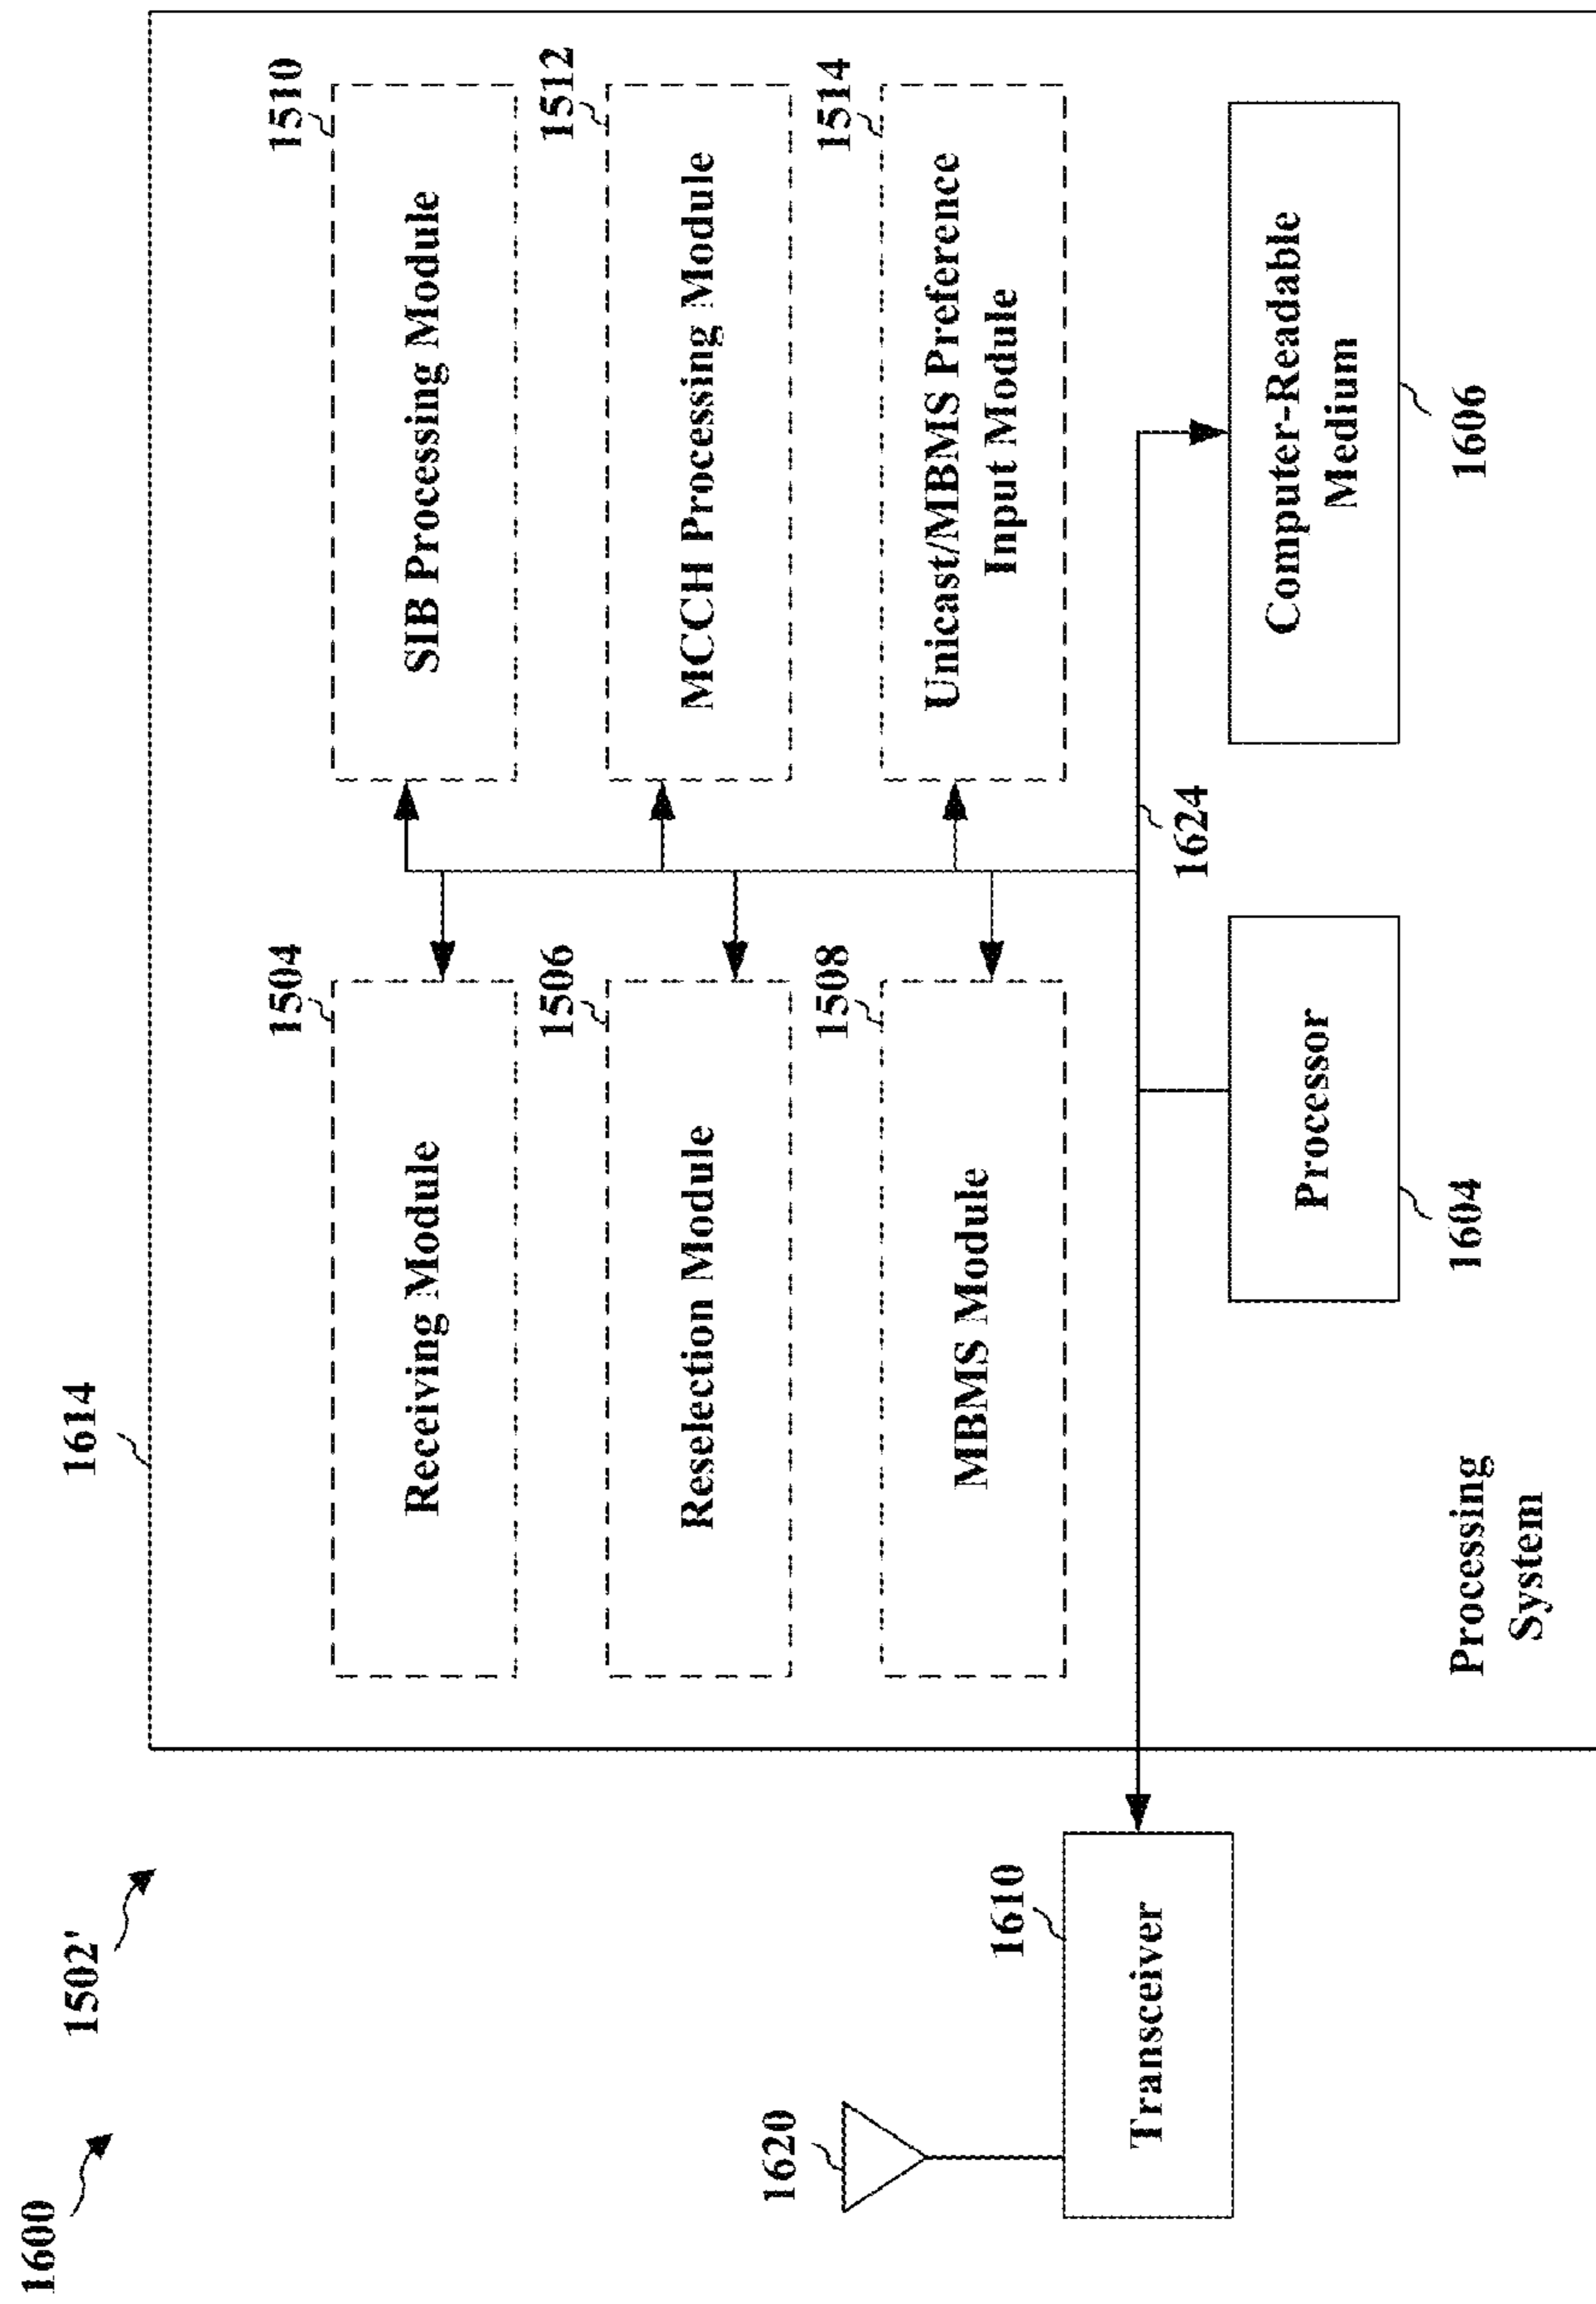 1600
1502'
1614
1504
Receiving Module
1510
SIB Processing Module
1506
Reselection Module
1512
MCCH Processing Module
1508
MBMS Module
1514
Unicast/MBMS Preference
Input Module
1620
1610
Transceiver
1624
Processor
1604
Computer-Readable
Medium
1606
Processing
System